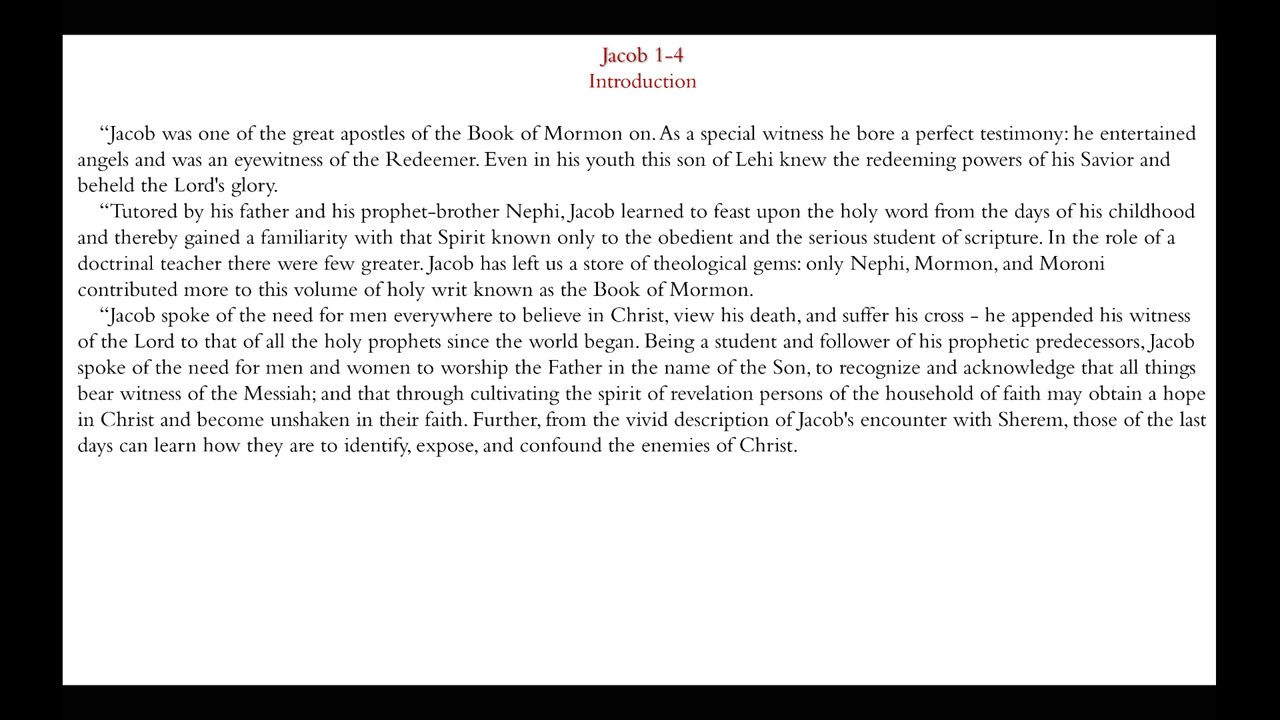 Jacob 1-4
Introduction
“Jacob was one of the great apostles of the Book of Mormon on. As a special witness he bore a perfect testimony: he entertained
angels and was an eyewitness of the Redeemer. Even in his youth this son of Lehi knew the redeeming powers of his Savior and
beheld the Lord's glory.
“Tutored by his father and his prophet-brother Nephi, Jacob learned to feast upon the holy word from the days of his childhood
and thereby gained a familiarity with that Spirit known only to the obedient and the serious student of scripture. In the role of a
doctrinal teacher there were few greater. Jacob has left us a store of theological gems: only Nephi, Mormon, and Moroni
contributed more to this volume of holy writ known as the Book of Mormon.
“Jacob spoke of the need for men everywhere to believe in Christ, view his death, and suffer his cross - he appended his witness
of the Lord to that of all the holy prophets since the world began. Being a student and follower of his prophetic predecessors, Jacob
spoke of the need for men and women to worship the Father in the name of the Son, to recognize and acknowledge that all things
bear witness of the Messiah; and that through cultivating the spirit of revelation persons of the household of faith may obtain a hope
in Christ and become unshaken in their faith. Further, from the vivid description of Jacob's encounter with Sherem, those of the last
days can learn how they are to identify, expose, and confound the enemies of Christ.